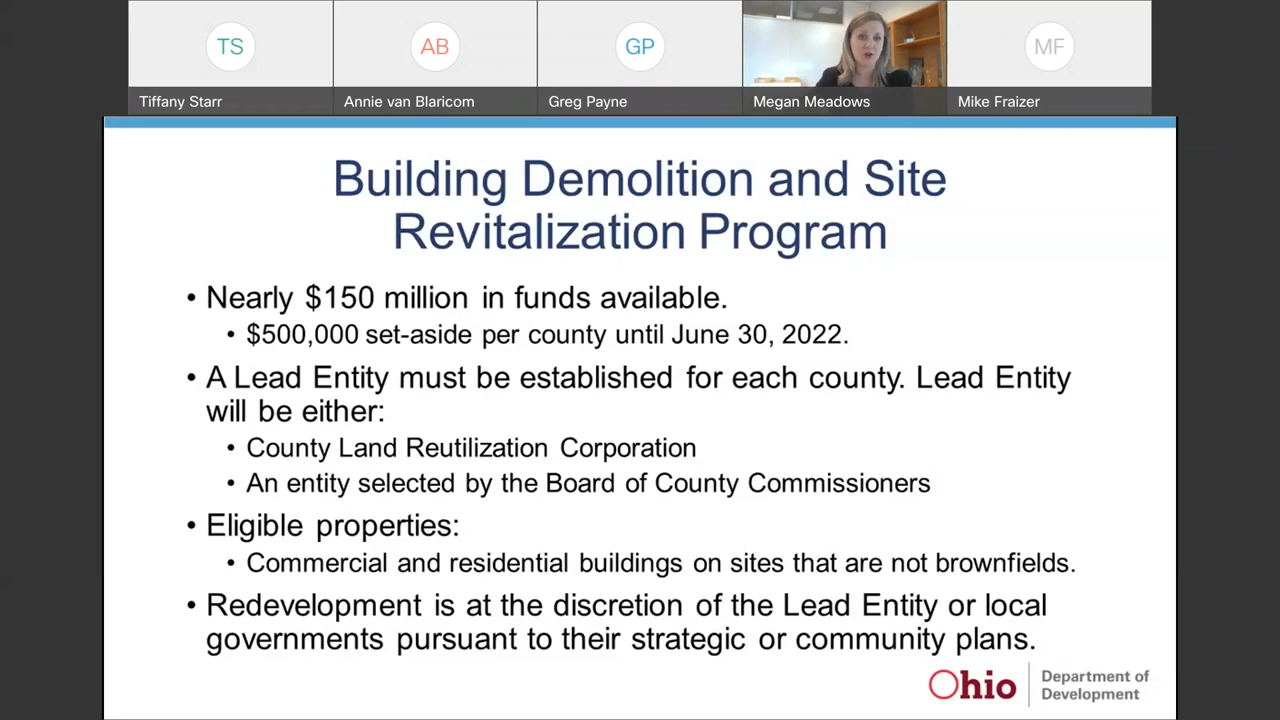 TS
AB
GP
MF
Tiffany Starr
Annie van Blaricom
Greg Payne
Megan Meadows
Mike Fraizer
Building Demolition and Site
Revitalization Program
• Nearly $150 million in funds available.
• $500,000 set-aside per county until June 30, 2022.
• A Lead Entity must be established for each county. Lead Entity
will be either:
• County Land Reutilization Corporation
• An entity selected by the Board of County Commissioners
• Eligible properties:
• Commercial and residential buildings on sites that are not brownfields.
• Redevelopment is at the discretion of the Lead Entity or local
governments pursuant to their strategic or community plans.
Ohio
Department of
Development